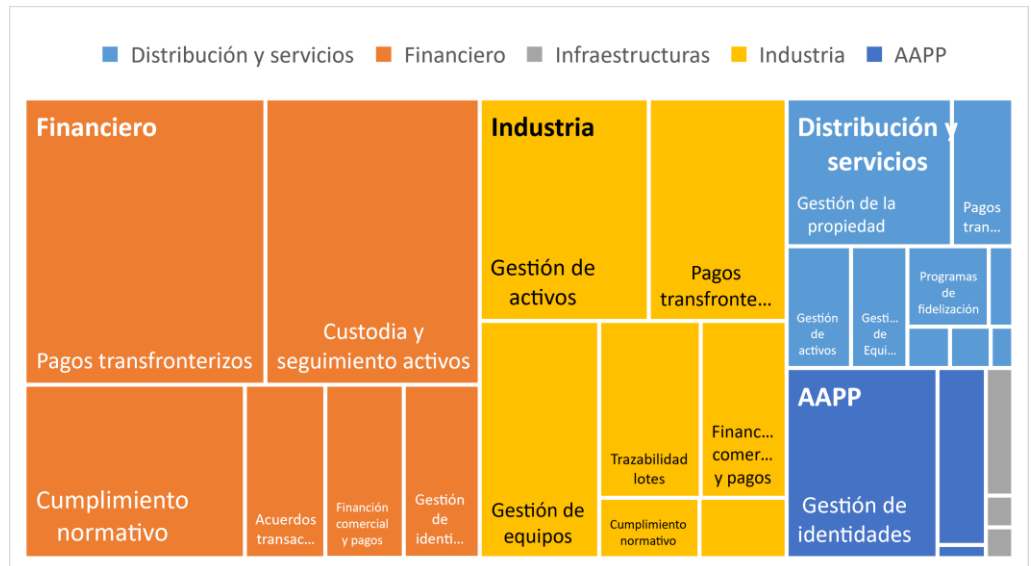 Distribución y servicios Financiero Infraestructuras Industria AAPP
Financiero
Pagos transfronterizos
Custodia y
seguimiento activos
Cumplimiento
normativo
Acuerdos
transac...
Financión
comercial
y pagos
Gestión
de
identi...
Industria
Gestión de
activos
Pagos
transfronte...
Gestión de
equipos
Trazabilidad
lotes
Financ...
comer...
y pagos
Cumplimiento
normativo
Distribución y
servicios
Gestión de la
propiedad
Pagos
tran...
Gestión
de
activos
Gesti...
de
Equi...
Programas
de
fidelización
AAPP
Gestión de
identidades